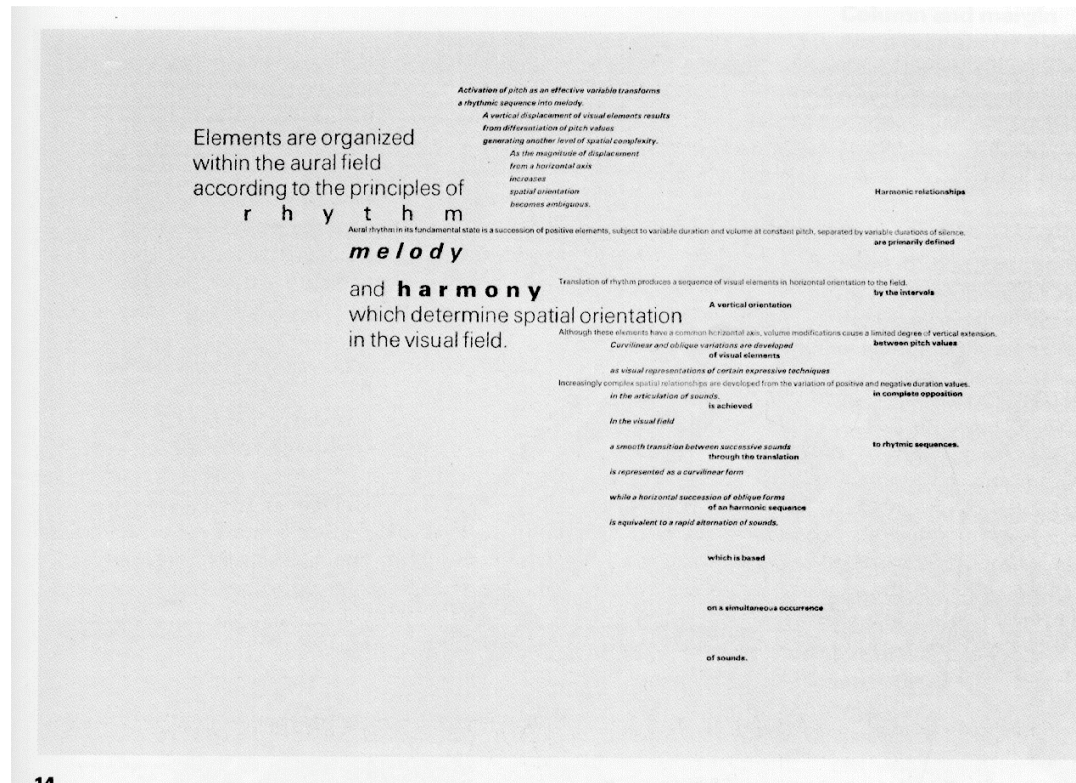 Activation of pitch as an effective variable transforms
a rhythmic sequence into melody.
A vertical displacement of visual elements results
from differentiation of pitch values
generating another level of spatial complexity.
As the magnitude of displacement
from a horizontal axis
increases
spatial orientation
becomes ambiguous.
Elements are organized
within the aural field
according to the principles of
r h y t h m
Aural rhythm in its fundamental state is a succession of positive elements, subject to variable duration and volume at constant pitch, separated by variable durations of silence.
melody
and harmony
which determine spatial orientation
in the visual field.
Translation of rhythm produces a sequence of visual elements in horizontal orientation to the field.
Although these elements have a common horizontal axis, volume modifications cause a limited degree of vertical extension.
Increasingly complex spatial relationships are developed from the variation of positive and negative duration values.
Curvilinear and oblique variations are developed
as visual representations of certain expressive techniques
in the articulation of sounds.
In the visual field
a smooth transition between successive sounds
is represented as a curvilinear form
while a horizontal succession of oblique forms
is equivalent to a rapid alternation of sounds.
A vertical orientation
of visual elements
is achieved
through the translation
of an harmonic sequence
which is based
on a simultaneous occurrence
of sounds.
Harmonic relationships
are primarily defined
by the intervals
between pitch values
in complete opposition
to rhytmic sequences.
14